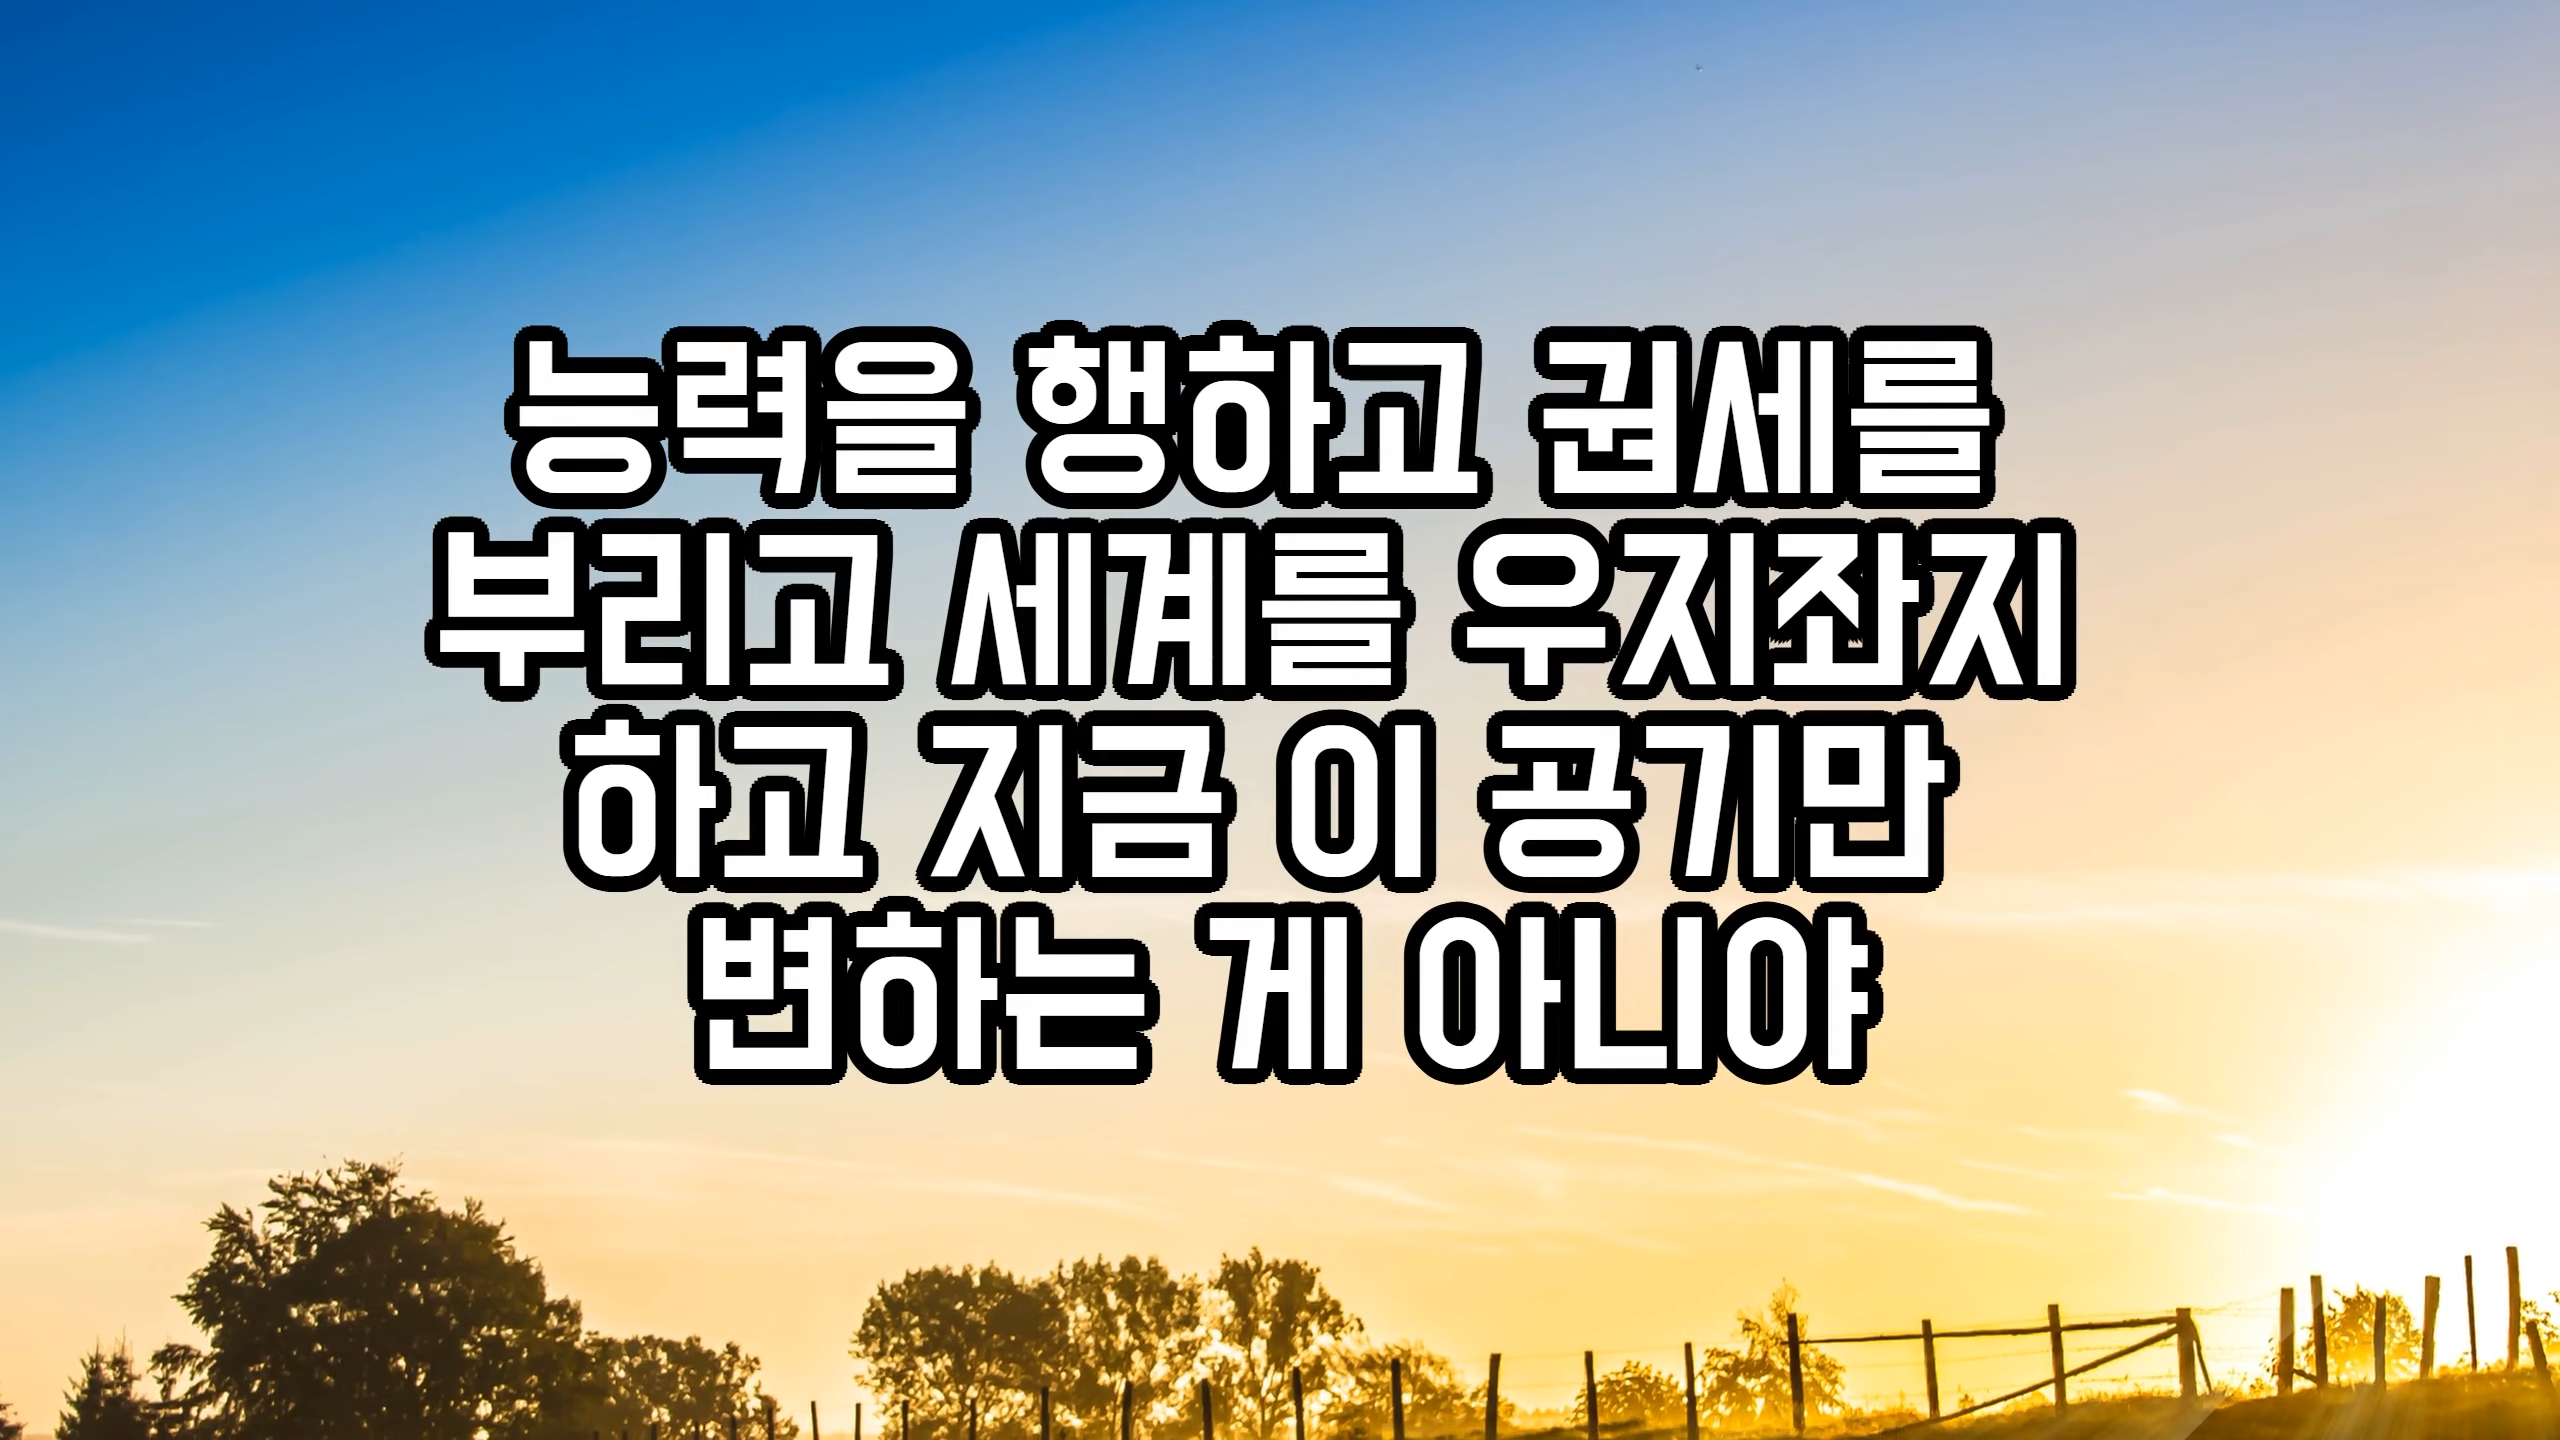 능력을 행하고 권세를
부리고 세계를 우지좌지
하고 지금 이 공기만
변하는 게 아니야